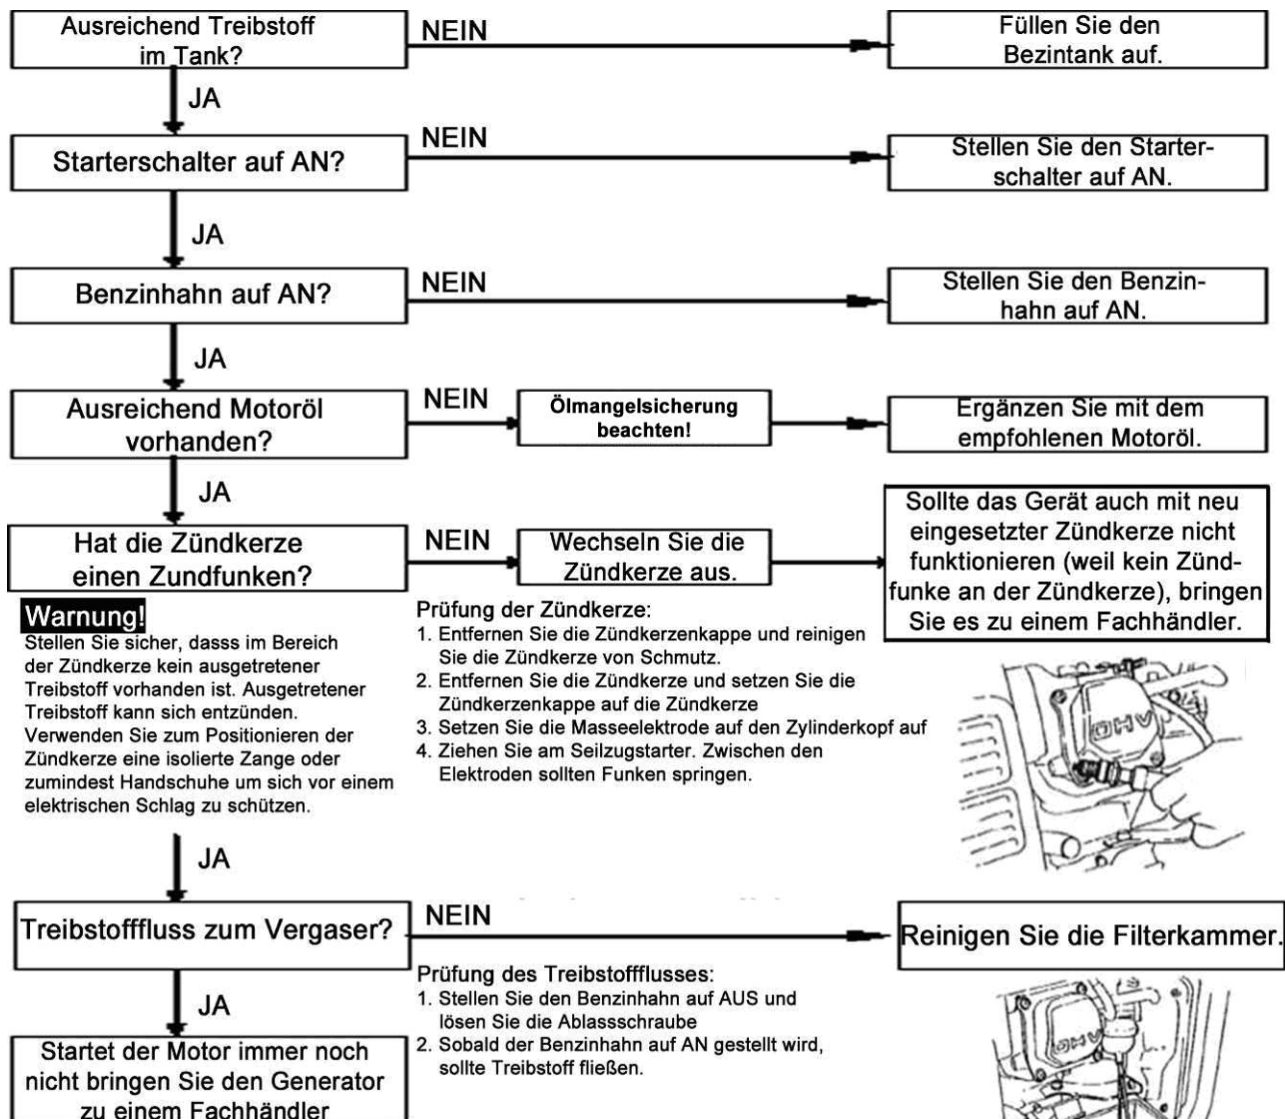 Ausreichend Treibstoff
im Tank?
NEIN
Füllen Sie den
Bezintank auf.
JA
Starterschalter auf AN?
NEIN
Stellen Sie den Starter-
schalter auf AN.
JA
Benzinhahn auf AN?
NEIN
Stellen Sie den Benzin-
hahn auf AN.
JA
Ausreichend Motoröl
vorhanden?
NEIN
Ölmangelsicherung
beachten!
Ergänzen Sie mit dem
empfohlenen Motoröl.
JA
Hat die Zündkerze
einen Zundfunken?
NEIN
Wechseln Sie die
Zündkerze aus.
Sollte das Gerät auch mit neu
eingesetzter Zündkerze nicht
funktionieren (weil kein Zünd-
funke an der Zündkerze), bringen
Sie es zu einem Fachhändler.
Warnung!
Stellen Sie sicher, dasss im Bereich
der Zündkerze kein ausgetretener
Treibstoff vorhanden ist. Ausgetretener
Treibstoff kann sich entzünden.
Verwenden Sie zum Positionieren der
Zündkerze eine isolierte Zange oder
zumindest Handschuhe um sich vor einem
elektrischen Schlag zu schützen.
Prüfung der Zündkerze:
1. Entfernen Sie die Zündkerzenkappe und reinigen
Sie die Zündkerze von Schmutz.
2. Entfernen Sie die Zündkerze und setzen Sie die
Zündkerzenkappe auf die Zündkerze
3. Setzen Sie die Masseelektrode auf den Zylinderkopf auf
4. Ziehen Sie am Seilzugstarter. Zwischen den
Elektroden sollten Funken springen.
OHV
JA
Treibstofffluss zum Vergaser?
NEIN
Reinigen Sie die Filterkammer.
Prüfung des Treibstoffflusses:
1. Stellen Sie den Benzinhahn auf AUS und
lösen Sie die Ablassschraube
2. Sobald der Benzinhahn auf AN gestellt wird,
sollte Treibstoff fließen.
OHV
JA
Startet der Motor immer noch
nicht bringen Sie den Generator
zu einem Fachhändler